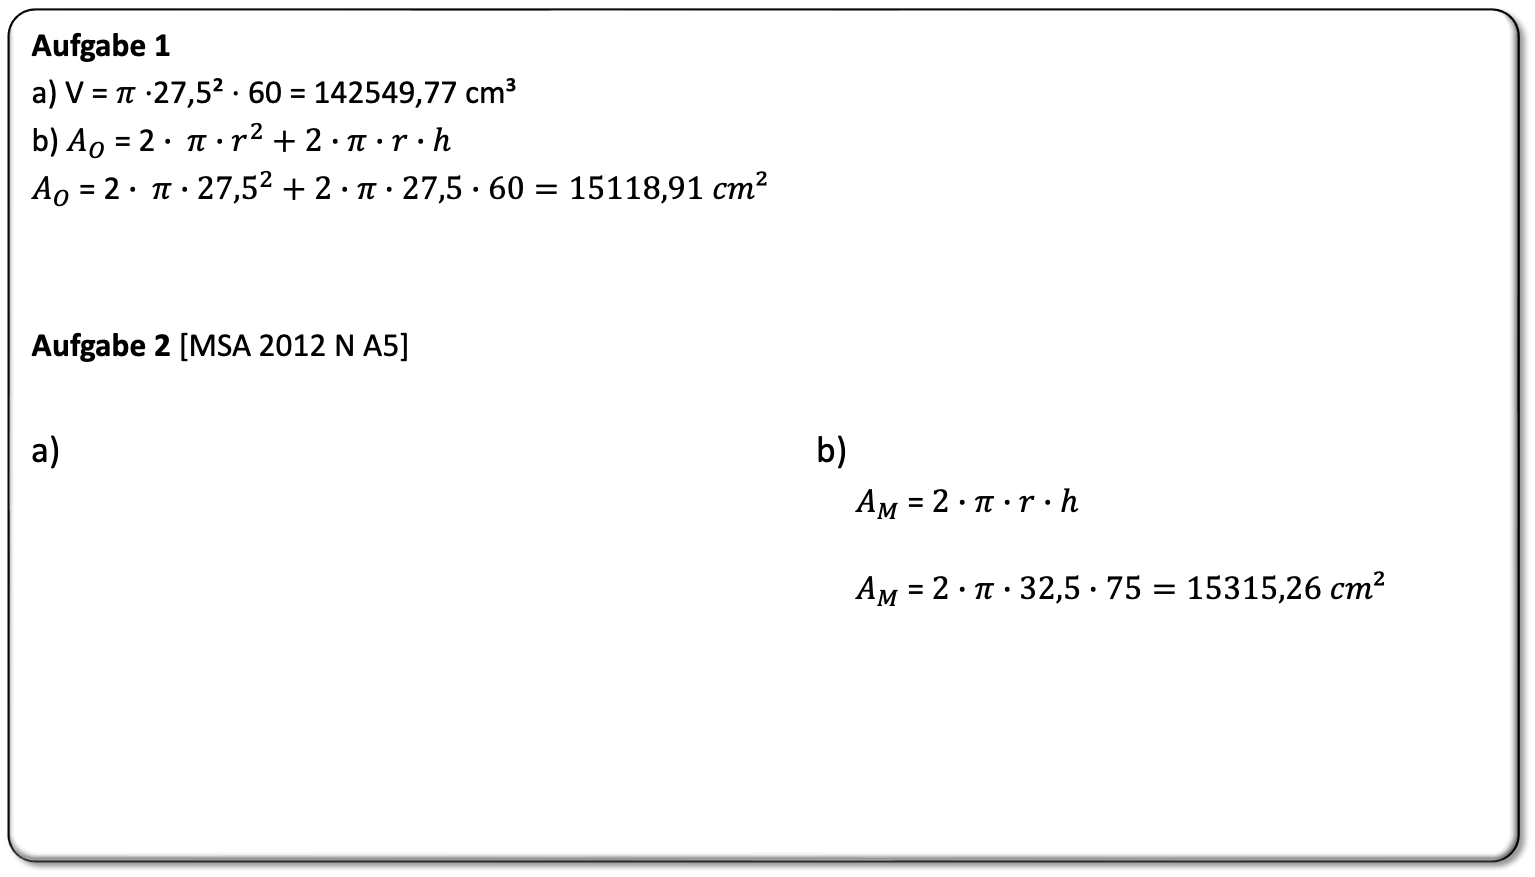 Aufgabe 1
a) V = π ·27,5² · 60 = 142549,77 cm³
b) A_O = 2 · π · r² + 2 · π · r · h
A_O = 2 · π · 27,5² + 2 · π · 27,5 · 60 = 15118,91 cm²
Aufgabe 2 [MSA 2012 N A5]
a)
b)
A_M = 2 · π · r · h
A_M = 2 · π · 32,5 · 75 = 15315,26 cm²